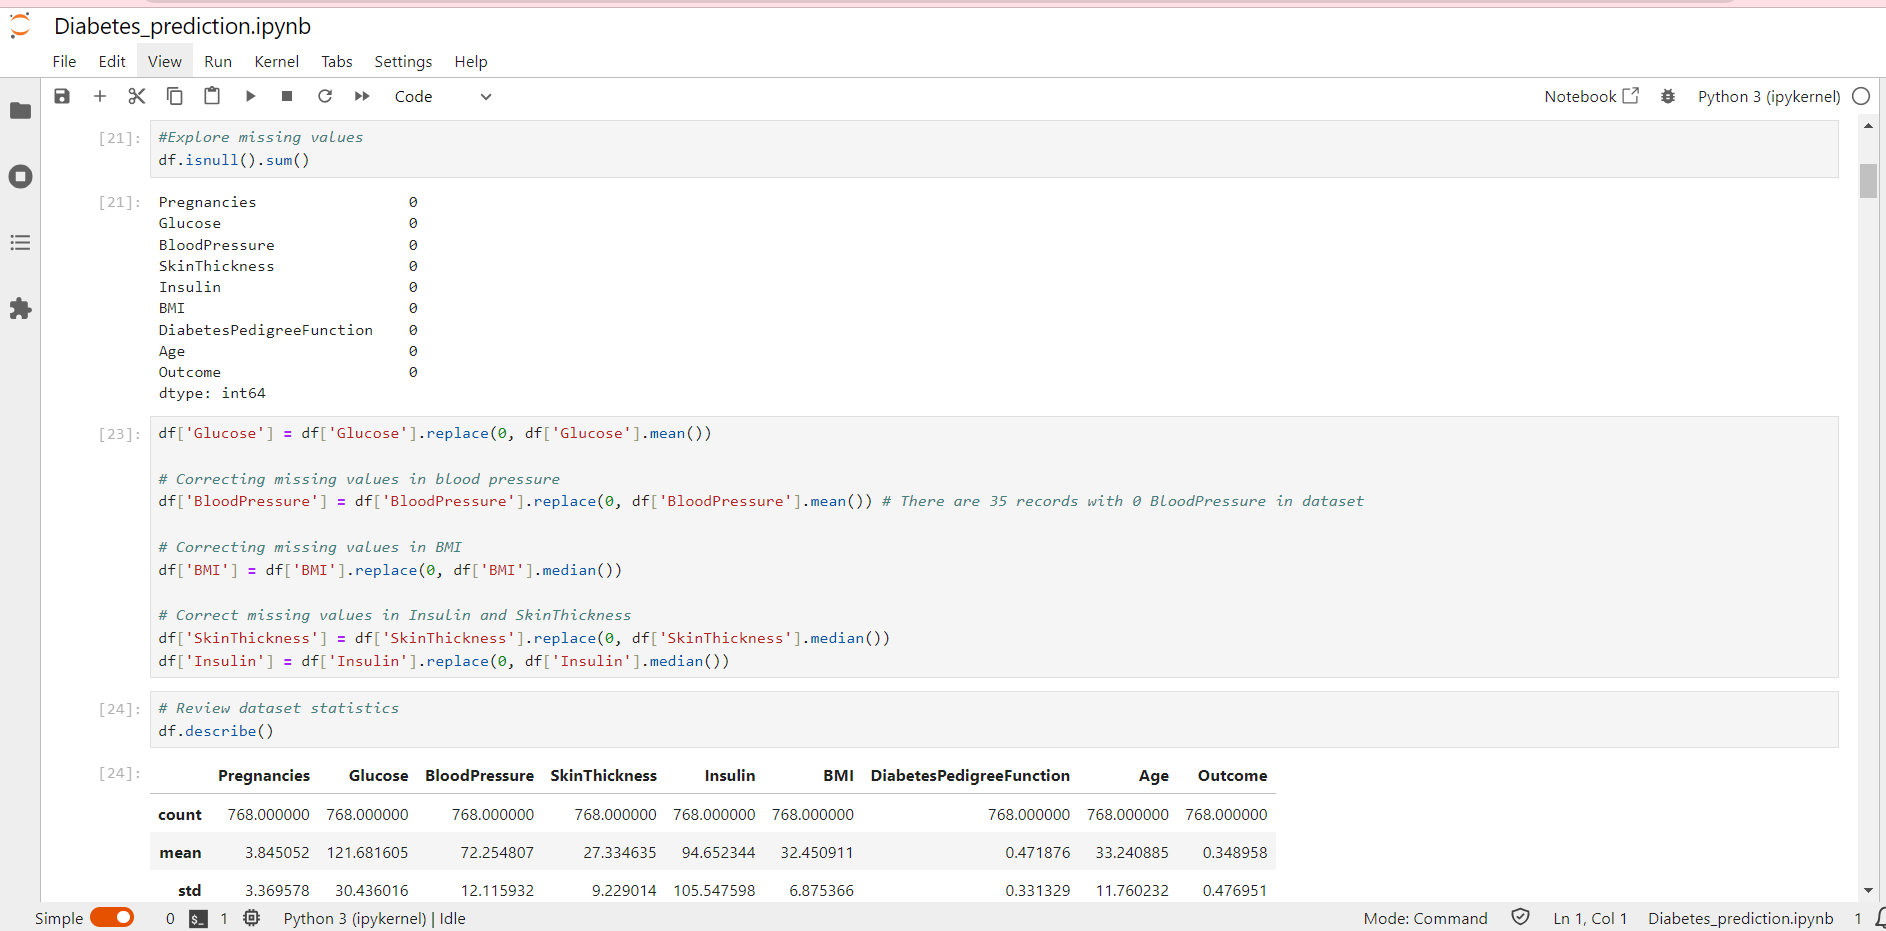 Diabetes_prediction.ipynb
File Edit View Run Kernel Tabs Settings Help
Code Notebook Python 3 (ipykernel)
[21]: #Explore missing values
df.isnull().sum()
[21]: Pregnancies 0
Glucose 0
BloodPressure 0
SkinThickness 0
Insulin 0
BMI 0
DiabetesPedigreeFunction 0
Age 0
Outcome 0
dtype: int64
[23]: df['Glucose'] = df['Glucose'].replace(0, df['Glucose'].mean())
# Correcting missing values in blood pressure
df['BloodPressure'] = df['BloodPressure'].replace(0, df['BloodPressure'].mean()) # There are 35 records with 0 BloodPressure in dataset
# Correcting missing values in BMI
df['BMI'] = df['BMI'].replace(0, df['BMI'].median())
# Correct missing values in Insulin and SkinThickness
df['SkinThickness'] = df['SkinThickness'].replace(0, df['SkinThickness'].median())
df['Insulin'] = df['Insulin'].replace(0, df['Insulin'].median())
[24]: # Review dataset statistics
df.describe()
[24]: Pregnancies Glucose BloodPressure SkinThickness Insulin BMI DiabetesPedigreeFunction Age Outcome
count 768.000000 768.000000 768.000000 768.000000 768.000000 768.000000 768.000000 768.000000 768.000000
mean 3.845052 121.681605 72.254807 27.334635 94.652344 32.450911 0.471876 33.240885 0.348958
std 3.369578 30.436016 12.115932 9.229014 105.547598 6.875366 0.331329 11.760232 0.476951
Simple 0 $_ 1 Python 3 (ipykernel) | Idle Mode: Command Ln 1, Col 1 Diabetes_prediction.ipynb 1